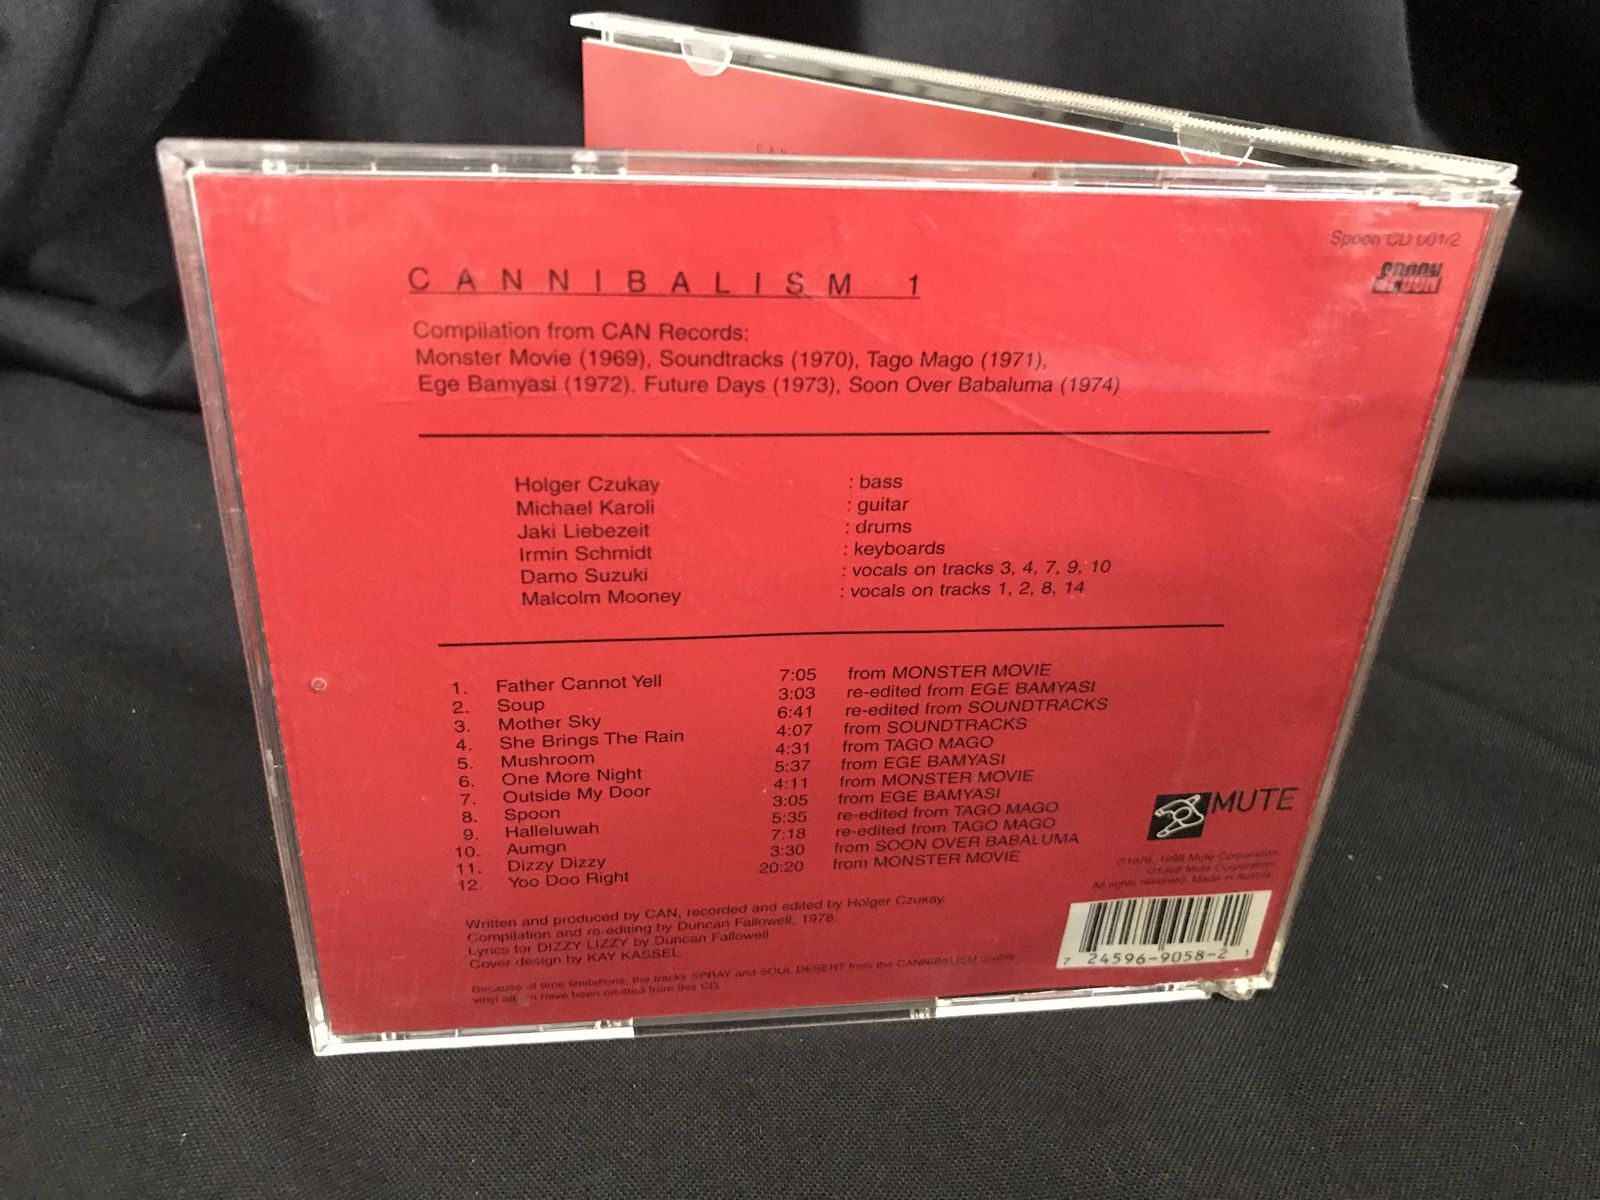 Spoon CD 001/2
SPOON
CANNIBALISM 1
Compilation from CAN Records:
Monster Movie (1969), Soundtracks (1970), Tago Mago (1971),
Ege Bamyasi (1972), Future Days (1973), Soon Over Babaluma (1974)
Holger Czukay : bass
Michael Karoli : guitar
Jaki Liebezeit : drums
Irmin Schmidt : keyboards
Damo Suzuki : vocals on tracks 3, 4, 7, 9, 10
Malcolm Mooney : vocals on tracks 1, 2, 8, 14
1. Father Cannot Yell 7:05 from MONSTER MOVIE
2. Soup 3:03 re-edited from EGE BAMYASI
3. Mother Sky 6:41 re-edited from SOUNDTRACKS
4. She Brings The Rain 4:07 from SOUNDTRACKS
5. Mushroom 4:31 from TAGO MAGO
6. One More Night 5:37 from EGE BAMYASI
7. Outside My Door 4:11 from MONSTER MOVIE
8. Spoon 3:05 from EGE BAMYASI
9. Halleluwah 5:35 re-edited from TAGO MAGO
10. Aumgn 7:18 re-edited from TAGO MAGO
11. Dizzy Dizzy 3:30 from SOON OVER BABALUMA
12. Yoo Doo Right 20:20 from MONSTER MOVIE
MUTE
©1978, 1998 Mute Corporation.
©1998 Mute Corporation.
All rights reserved. Made in Austria.
Written and produced by CAN, recorded and edited by Holger Czukay.
Compilation and re-editing by Duncan Fallowell, 1978.
Lyrics for DIZZY LIZZY by Duncan Fallowell
Cover design by KAY KASSEL.
Because of time limitations, the tracks SPRAY and SOUL DESERT from the CANNIBALISM double
vinyl album have been omitted from this CD.
7 24596-9058-2 1